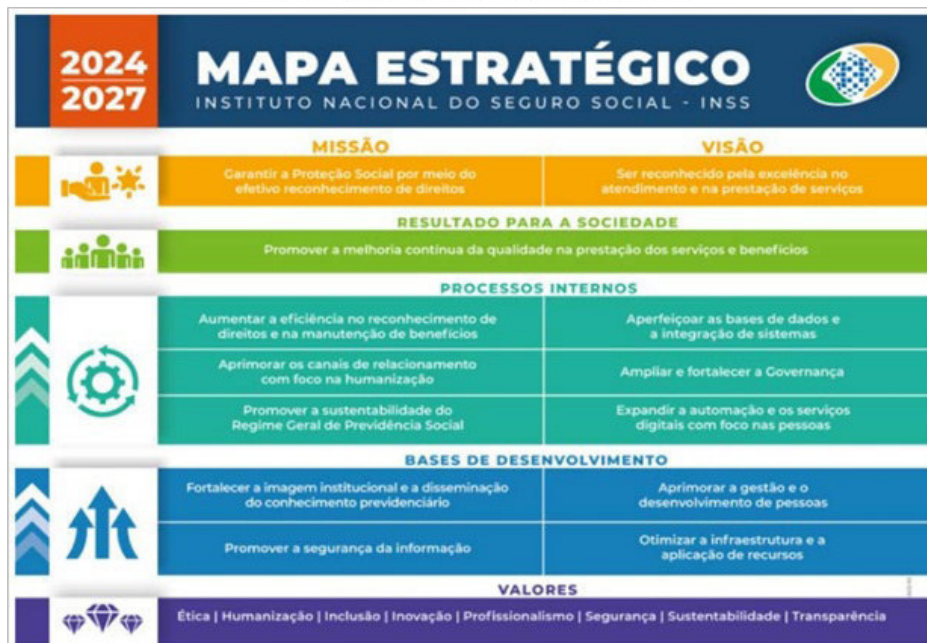 2024
2027
MAPA ESTRATÉGICO
INSTITUTO NACIONAL DO SEGURO SOCIAL - INSS
MISSÃO
Garantir a Proteção Social por meio do
efetivo reconhecimento de direitos
VISÃO
Ser reconhecido pela excelência no
atendimento e na prestação de serviços
RESULTADO PARA A SOCIEDADE
Promover a melhoria contínua da qualidade na prestação dos serviços e benefícios
PROCESSOS INTERNOS
Aumentar a eficiência no reconhecimento de
direitos e na manutenção de benefícios
Aperfeiçoar as bases de dados e
a integração de sistemas
Aprimorar os canais de relacionamento
com foco na humanização
Ampliar e fortalecer a Governança
Promover a sustentabilidade do
Regime Geral de Previdência Social
Expandir a automação e os serviços
digitais com foco nas pessoas
BASES DE DESENVOLVIMENTO
Fortalecer a imagem institucional e a disseminação
do conhecimento previdenciário
Aprimorar a gestão e o
desenvolvimento de pessoas
Promover a segurança da informação
Otimizar a infraestrutura e a
aplicação de recursos
VALORES
Ética | Humanização | Inclusão | Inovação | Profissionalismo | Segurança | Sustentabilidade | Transparência